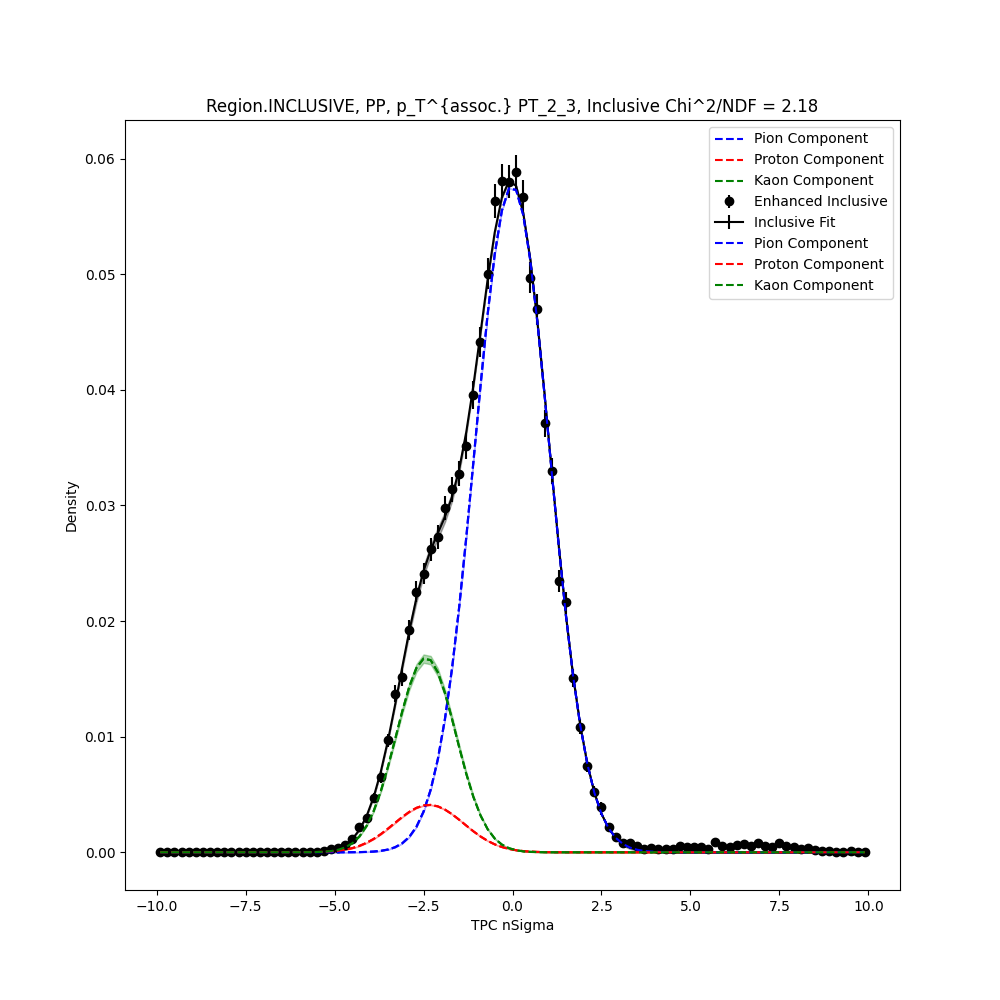 Region.INCLUSIVE, PP, p_T^{assoc.} PT_2_3, Inclusive Chi^2/NDF = 2.18
Pion Component
Proton Component
Kaon Component
Enhanced Inclusive
Inclusive Fit
Pion Component
Proton Component
Kaon Component
0.06
0.05
0.04
0.03
0.02
0.01
0.00
Density
−10.0
−7.5
−5.0
−2.5
0.0
2.5
5.0
7.5
10.0
TPC nSigma